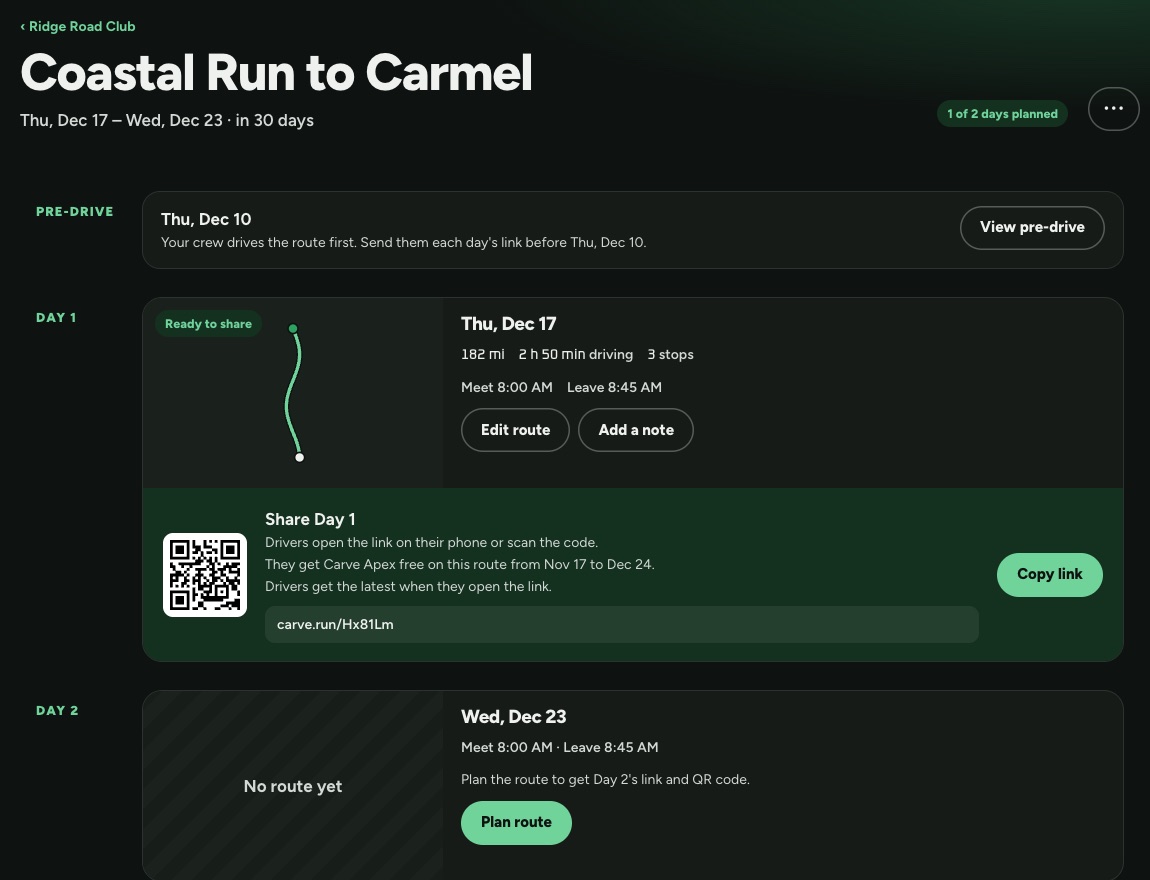 ‹ Ridge Road Club
Coastal Run to Carmel
Thu, Dec 17 – Wed, Dec 23 · in 30 days
1 of 2 days planned
PRE-DRIVE
Thu, Dec 10
Your crew drives the route first. Send them each day's link before Thu, Dec 10.
View pre-drive
DAY 1
Ready to share
Thu, Dec 17
182 mi 2 h 50 min driving 3 stops
Meet 8:00 AM Leave 8:45 AM
Edit route Add a note
Share Day 1
Drivers open the link on their phone or scan the code.
They get Carve Apex free on this route from Nov 17 to Dec 24.
Drivers get the latest when they open the link.
carve.run/Hx81Lm
Copy link
DAY 2
No route yet
Wed, Dec 23
Meet 8:00 AM · Leave 8:45 AM
Plan the route to get Day 2's link and QR code.
Plan route